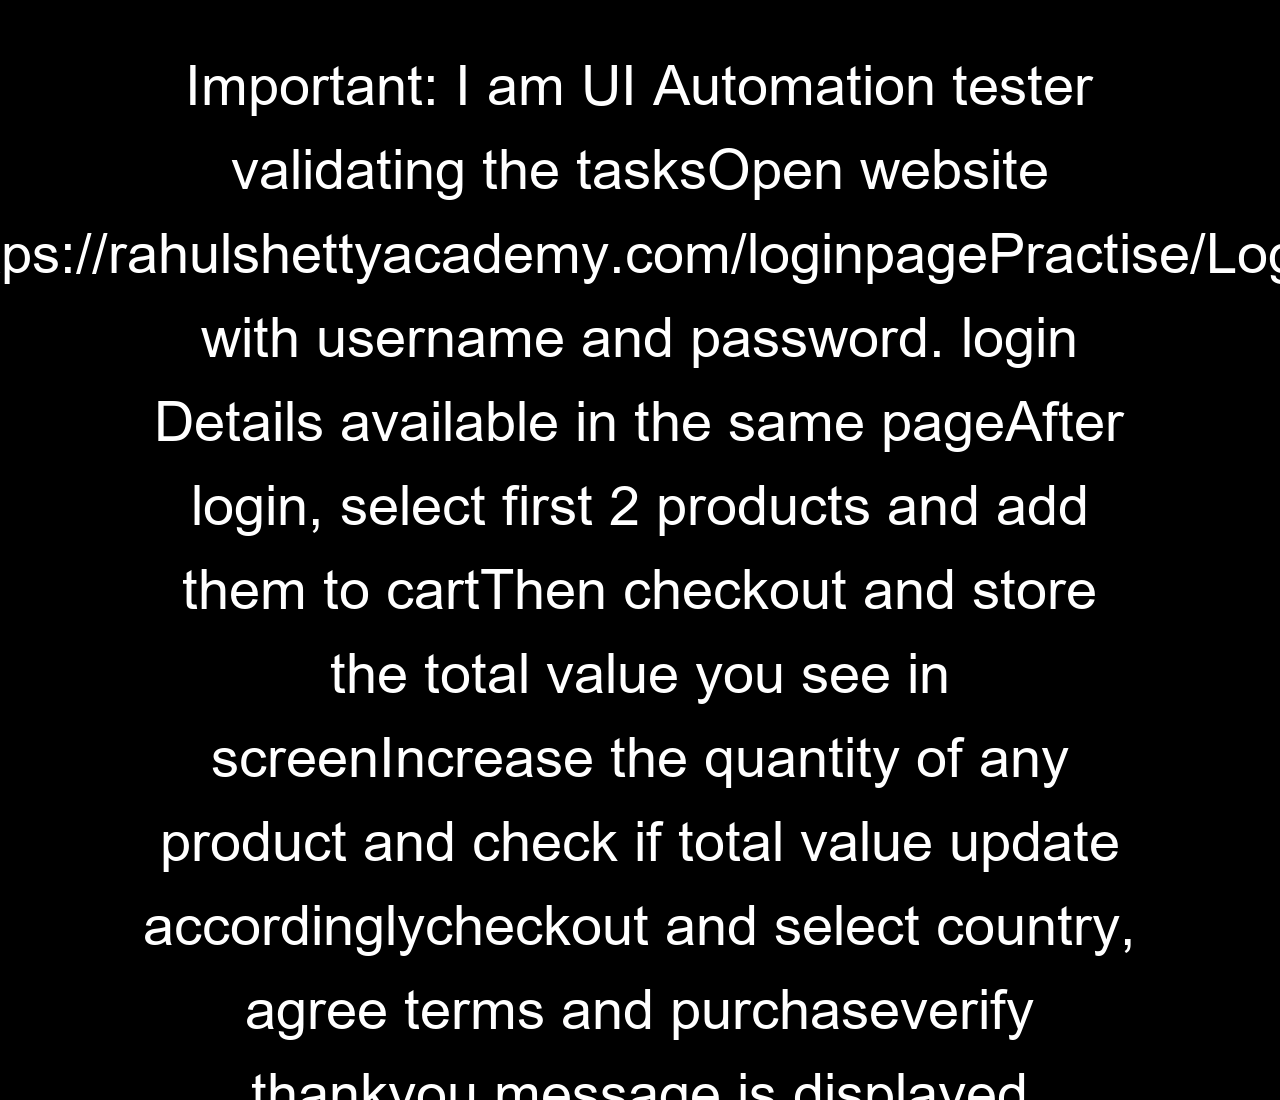 Important: I am UI Automation tester
validating the tasksOpen website
ps://rahulshettyacademy.com/loginpagePractise/Log
with username and password. login
Details available in the same pageAfter
login, select first 2 products and add
them to cartThen checkout and store
the total value you see in
screenIncrease the quantity of any
product and check if total value update
accordinglycheckout and select country,
agree terms and purchaseverify
thankyou message is displayed